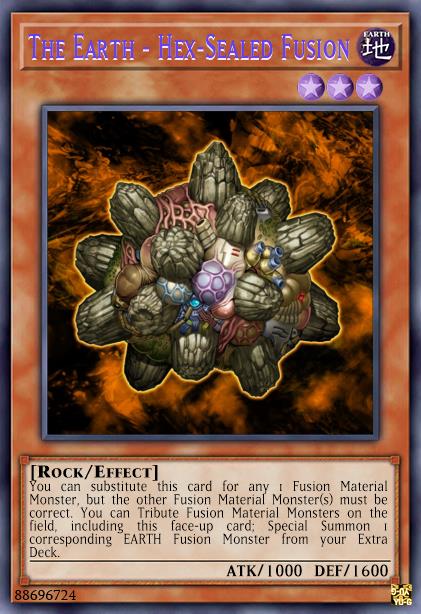 The Earth - Hex-Sealed Fusion
EARTH
地
[Rock/Effect]
You can substitute this card for any 1 Fusion Material
Monster, but the other Fusion Material Monster(s) must be
correct. You can Tribute Fusion Material Monsters on the
field, including this face-up card; Special Summon 1
corresponding EARTH Fusion Monster from your Extra
Deck.
ATK/1000 DEF/1600
88696724